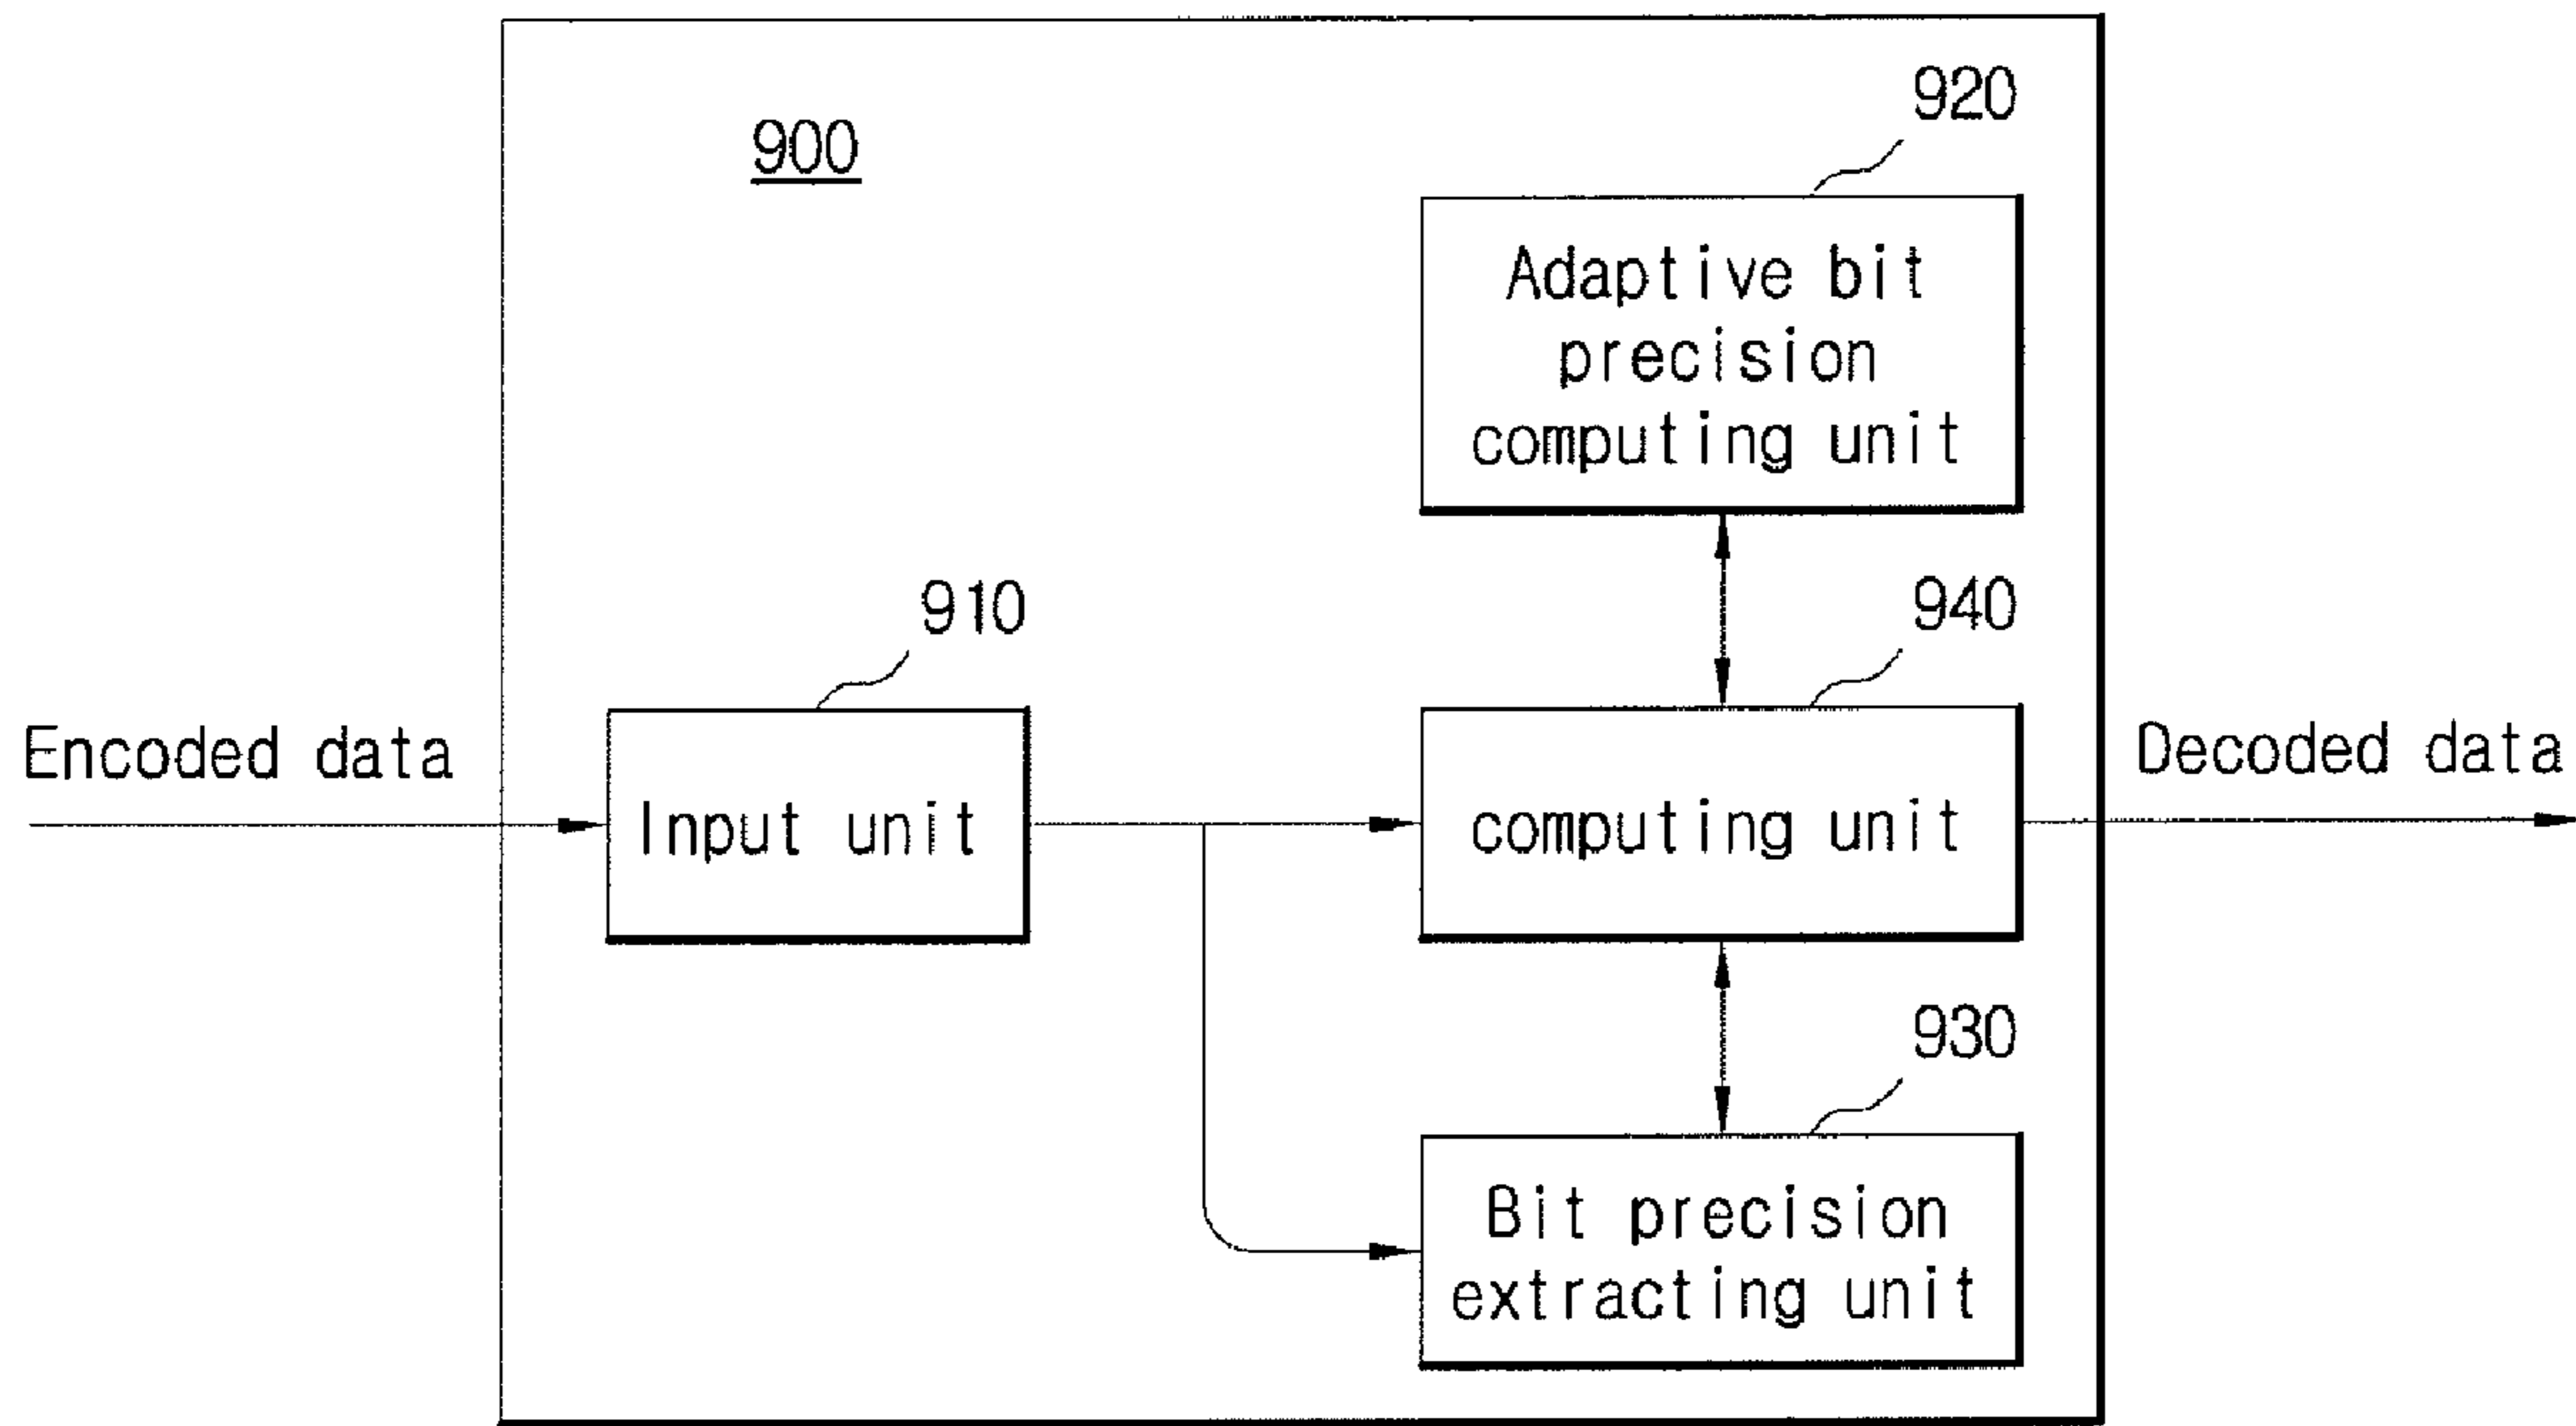 920
900
Adaptive bit
precision
computing unit
910
940
Encoded data
Input unit
computing unit
Decoded data
930
Bit precision
extracting unit